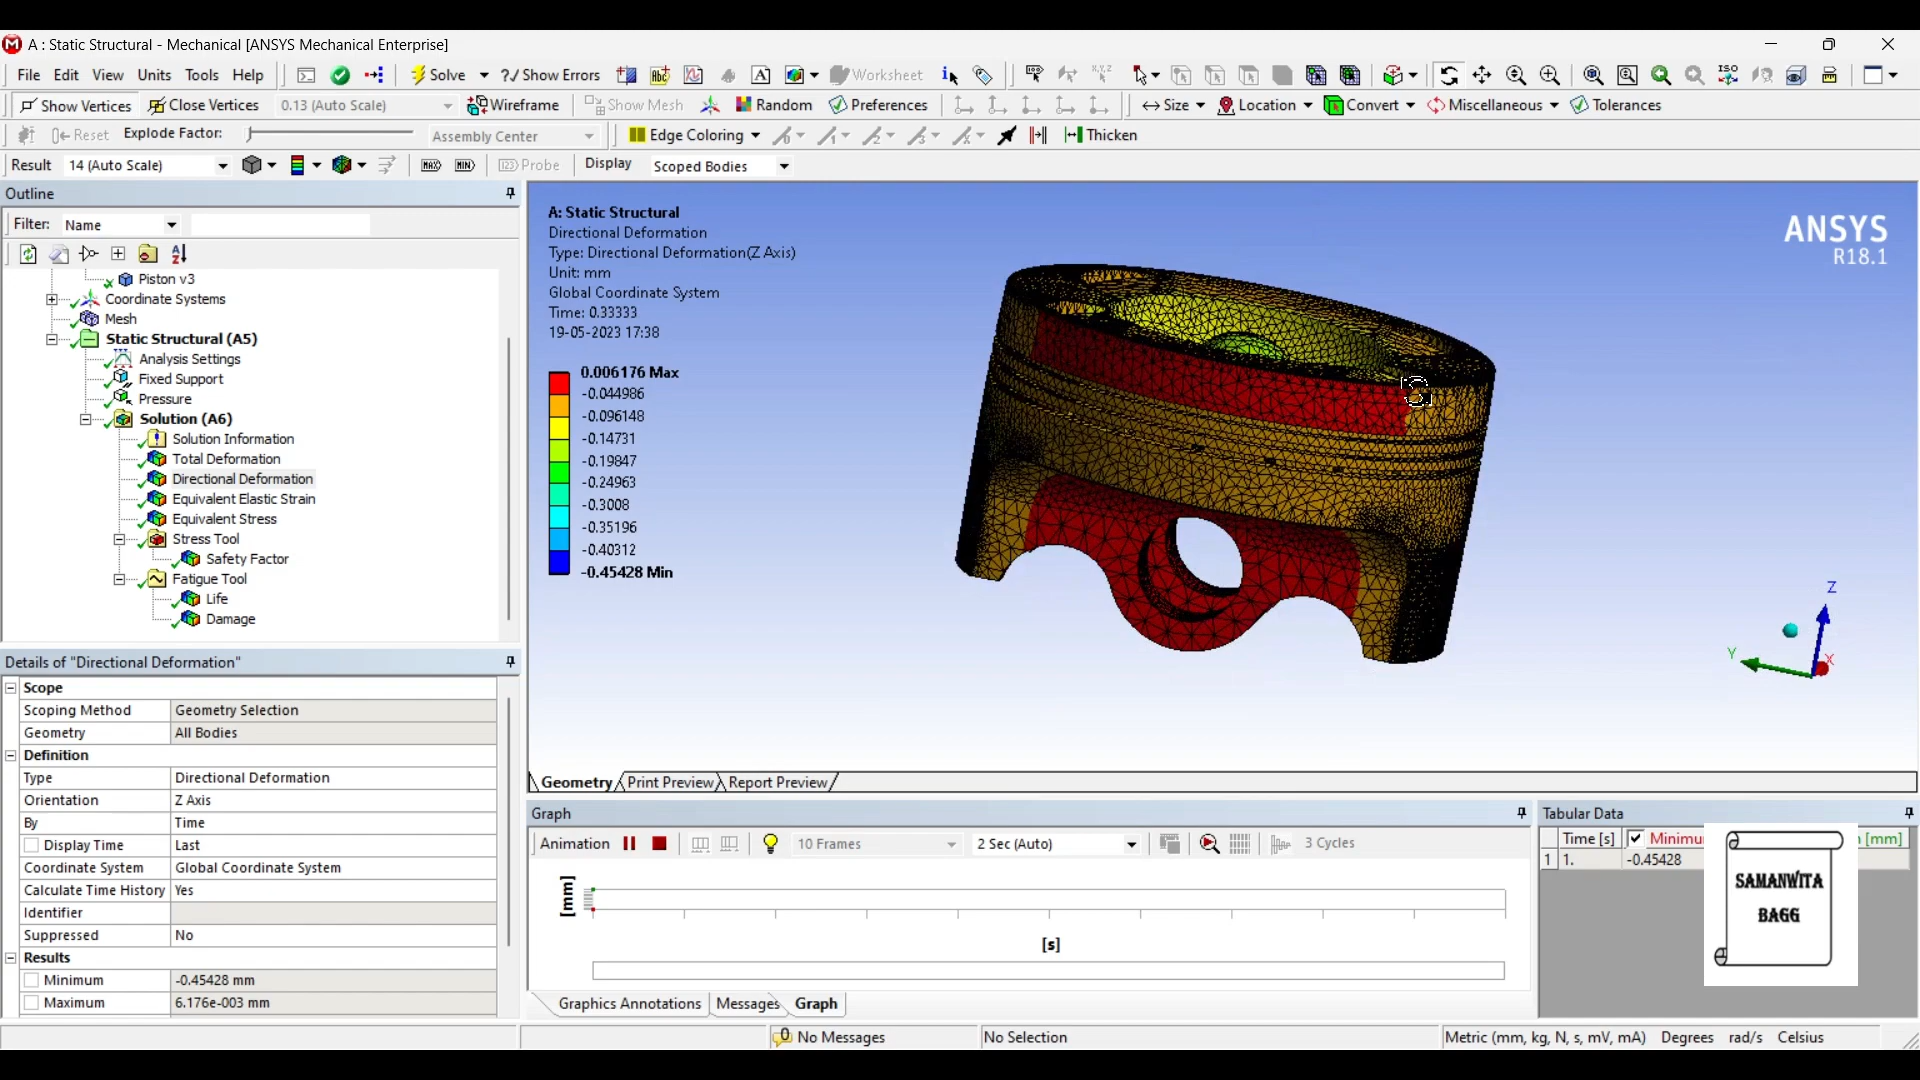 A : Static Structural - Mechanical [ANSYS Mechanical Enterprise]
File Edit View Units Tools Help Solve ?/ Show Errors Worksheet
Show Vertices Close Vertices 0.13 (Auto Scale) Wireframe Show Mesh Random Preferences Size Location Convert Miscellaneous Tolerances
Reset Explode Factor: Assembly Center Edge Coloring Thicken
Result 14 (Auto Scale) MAX MIN Probe Display Scoped Bodies
Outline
Filter: Name
Piston v3
Coordinate Systems
Mesh
Static Structural (A5)
Analysis Settings
Fixed Support
Pressure
Solution (A6)
Solution Information
Total Deformation
Directional Deformation
Equivalent Elastic Strain
Equivalent Stress
Stress Tool
Safety Factor
Fatigue Tool
Life
Damage
Details of "Directional Deformation"
Scope
Scoping Method Geometry Selection
Geometry All Bodies
Definition
Type Directional Deformation
Orientation Z Axis
By Time
Display Time Last
Coordinate System Global Coordinate System
Calculate Time History Yes
Identifier
Suppressed No
Results
Minimum -0.45428 mm
Maximum 6.176e-003 mm
A: Static Structural
Directional Deformation
Type: Directional Deformation(Z Axis)
Unit: mm
Global Coordinate System
Time: 0.33333
19-05-2023 17:38
0.006176 Max
-0.044986
-0.096148
-0.14731
-0.19847
-0.24963
-0.3008
-0.35196
-0.40312
-0.45428 Min
ANSYS
R18.1
Z
Y
X
Geometry Print Preview Report Preview
Graph
Animation 10 Frames 2 Sec (Auto) 3 Cycles
[mm]
[s]
Graphics Annotations Messages Graph
Tabular Data
Time [s] [mm]
1 1. -0.45428
SAMANWITA
BAGG
No Messages No Selection Metric (mm, kg, N, s, mV, mA) Degrees rad/s Celsius